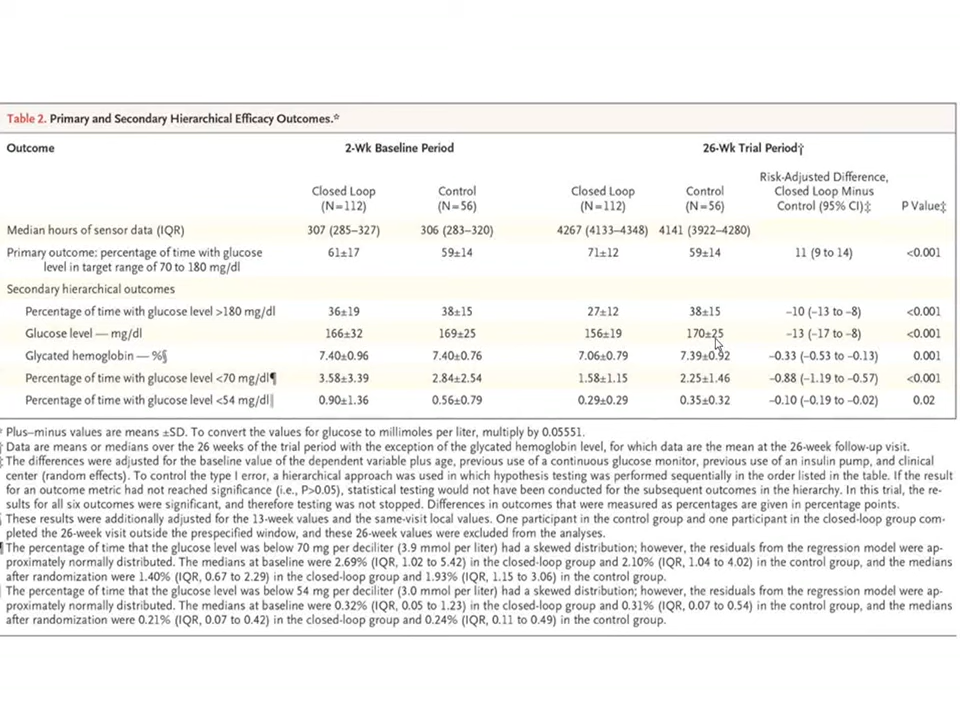 Table 2. Primary and Secondary Hierarchical Efficacy Outcomes.*
Outcome 2-Wk Baseline Period 26-Wk Trial Period†
Closed Loop (N=112) Control (N=56) Closed Loop (N=112) Control (N=56) Risk-Adjusted Difference, Closed Loop Minus Control (95% CI)‡ P Value‡
Median hours of sensor data (IQR) 307 (285–327) 306 (283–320) 4267 (4133–4348) 4141 (3922–4280)
Primary outcome: percentage of time with glucose 61±17 59±14 71±12 59±14 11 (9 to 14) <0.001
level in target range of 70 to 180 mg/dl
Secondary hierarchical outcomes
Percentage of time with glucose level >180 mg/dl 36±19 38±15 27±12 38±15 −10 (−13 to −8) <0.001
Glucose level — mg/dl 166±32 169±25 156±19 170±25 −13 (−17 to −8) <0.001
Glycated hemoglobin — %§ 7.40±0.96 7.40±0.76 7.06±0.79 7.39±0.92 −0.33 (−0.53 to −0.13) 0.001
Percentage of time with glucose level <70 mg/dl¶ 3.58±3.39 2.84±2.54 1.58±1.15 2.25±1.46 −0.88 (−1.19 to −0.57) <0.001
Percentage of time with glucose level <54 mg/dl‖ 0.90±1.36 0.56±0.79 0.29±0.29 0.35±0.32 −0.10 (−0.19 to −0.02) 0.02
* Plus–minus values are means ±SD. To convert the values for glucose to millimoles per liter, multiply by 0.05551.
† Data are means or medians over the 26 weeks of the trial period with the exception of the glycated hemoglobin level, for which data are the mean at the 26-week follow-up visit.
‡ The differences were adjusted for the baseline value of the dependent variable plus age, previous use of a continuous glucose monitor, previous use of an insulin pump, and clinical
center (random effects). To control the type I error, a hierarchical approach was used in which hypothesis testing was performed sequentially in the order listed in the table. If the result
for an outcome metric had not reached significance (i.e., P>0.05), statistical testing would not have been conducted for the subsequent outcomes in the hierarchy. In this trial, the re-
sults for all six outcomes were significant, and therefore testing was not stopped. Differences in outcomes that were measured as percentages are given in percentage points.
These results were additionally adjusted for the 13-week values and the same-visit local values. One participant in the control group and one participant in the closed-loop group com-
pleted the 26-week visit outside the prespecified window, and these 26-week values were excluded from the analyses.
¶ The percentage of time that the glucose level was below 70 mg per deciliter (3.9 mmol per liter) had a skewed distribution; however, the residuals from the regression model were ap-
proximately normally distributed. The medians at baseline were 2.69% (IQR, 1.02 to 5.42) in the closed-loop group and 2.10% (IQR, 1.04 to 4.02) in the control group, and the medians
after randomization were 1.40% (IQR, 0.67 to 2.29) in the closed-loop group and 1.93% (IQR, 1.15 to 3.06) in the control group.
The percentage of time that the glucose level was below 54 mg per deciliter (3.0 mmol per liter) had a skewed distribution; however, the residuals from the regression model were ap-
proximately normally distributed. The medians at baseline were 0.32% (IQR, 0.05 to 1.23) in the closed-loop group and 0.31% (IQR, 0.07 to 0.54) in the control group, and the medians
after randomization were 0.21% (IQR, 0.07 to 0.42) in the closed-loop group and 0.24% (IQR, 0.11 to 0.49) in the control group.